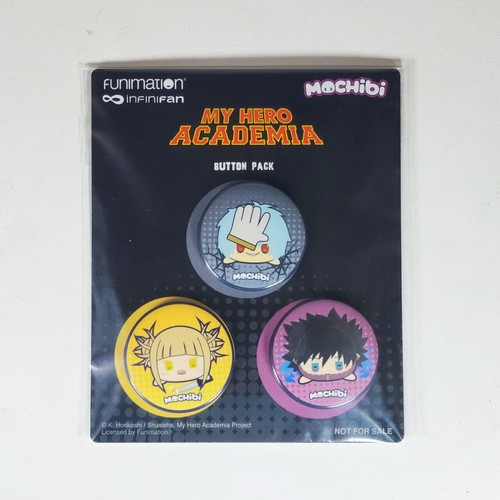 FUNIMATION®
INFINIFAN
MOCHIBI
MY HERO
ACADEMIA
BUTTON PACK
MOCHIBI
MOCHIBI
MOCHIBI
© K. Horikoshi / Shueisha, My Hero Academia Project
Licensed by Funimation®
NOT FOR SALE